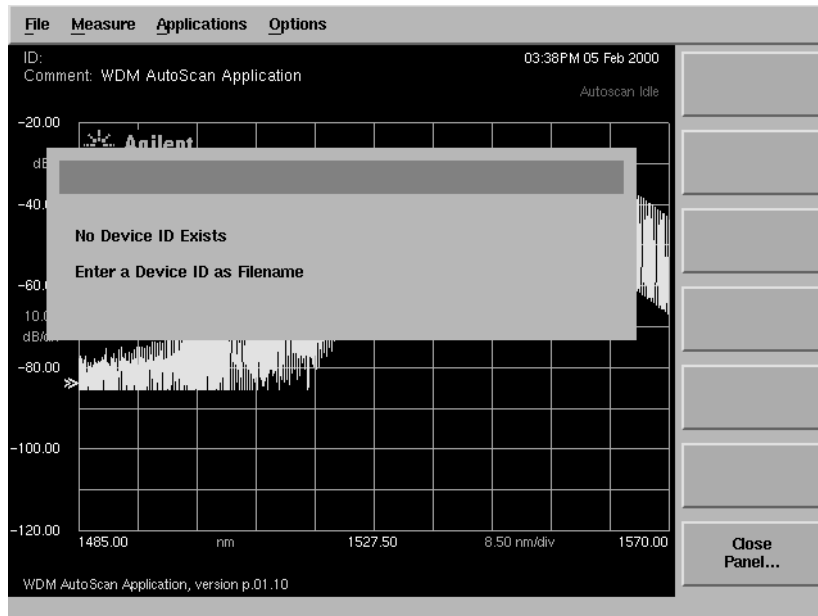 File Measure Applications Options
ID:
03:38PM 05 Feb 2000
Comment: WDM AutoScan Application
Autoscan Idle
-20.00
Agilent
-40.
No Device ID Exists
Enter a Device ID as Filename
-60.
10.
dB/
-80.00
-100.00
-120.00
1485.00 nm 1527.50 8.50 nm/div 1570.00
Close
Panel...
WDM AutoScan Application, version p.01.10